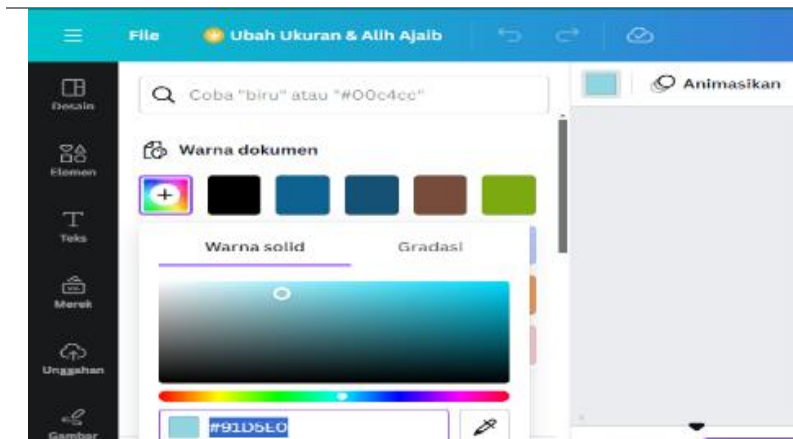 File Ubah Ukuran & Alih Ajaib
Desain
Coba "biru" atau "#00c4cc"
Animasikan
Warna dokumen
Elemen
Teks
Warna solid Gradasi
Merek
Unggahan
#91D5E0
Gambar